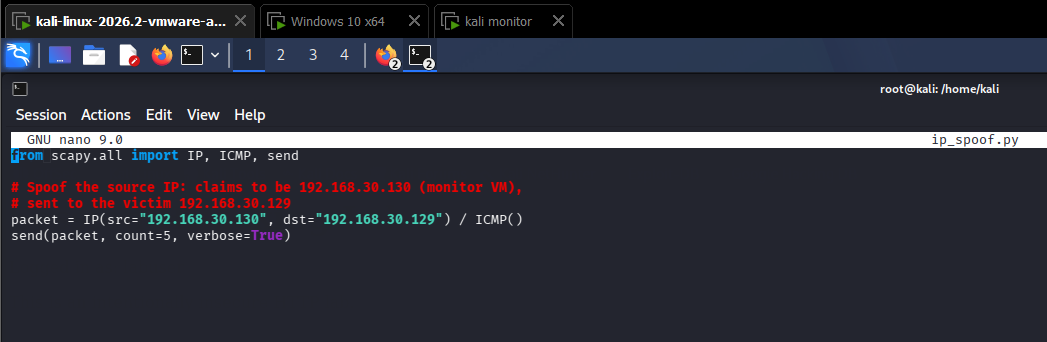 kali-linux-2026.2-vmware-a...
Windows 10 x64
kali monitor
1 2 3 4 2 2
root@kali: /home/kali
Session Actions Edit View Help
GNU nano 9.0 ip_spoof.py
from scapy.all import IP, ICMP, send
# Spoof the source IP: claims to be 192.168.30.130 (monitor VM),
# sent to the victim 192.168.30.129
packet = IP(src="192.168.30.130", dst="192.168.30.129") / ICMP()
send(packet, count=5, verbose=True)